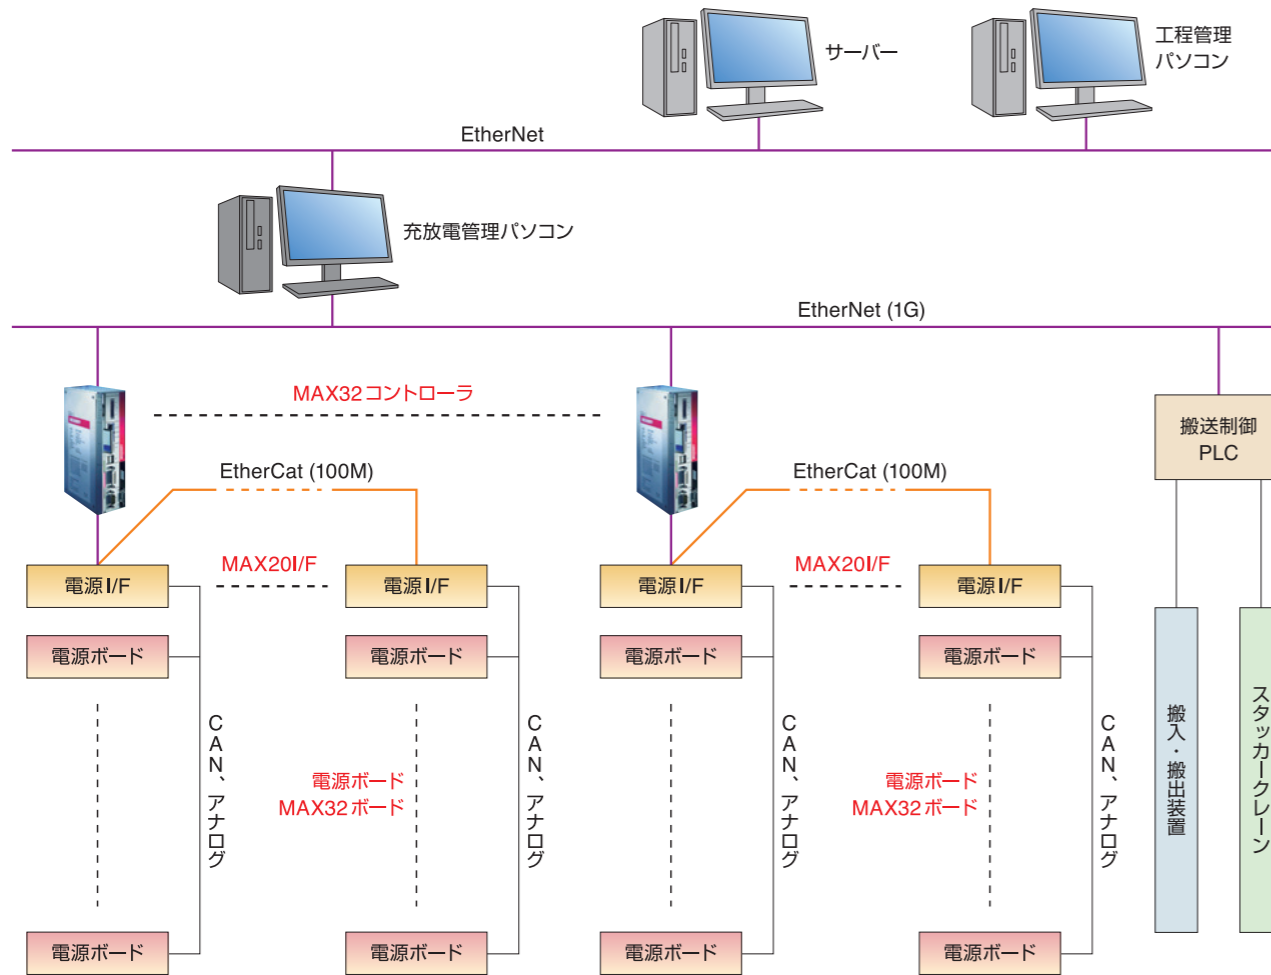 サーバー
工程管理
パソコン
EtherNet
充放電管理パソコン
EtherNet (1G)
MAX32コントローラ
搬送制御
PLC
EtherCat (100M)
EtherCat (100M)
MAX20I/F
MAX20I/F
電源I/F
電源I/F
電源I/F
電源I/F
電源ボード
電源ボード
電源ボード
電源ボード
CAN、アナログ
CAN、アナログ
CAN、アナログ
CAN、アナログ
電源ボード
MAX32ボード
電源ボード
MAX32ボード
搬入・搬出装置
スタッカークレーン
電源ボード
電源ボード
電源ボード
電源ボード